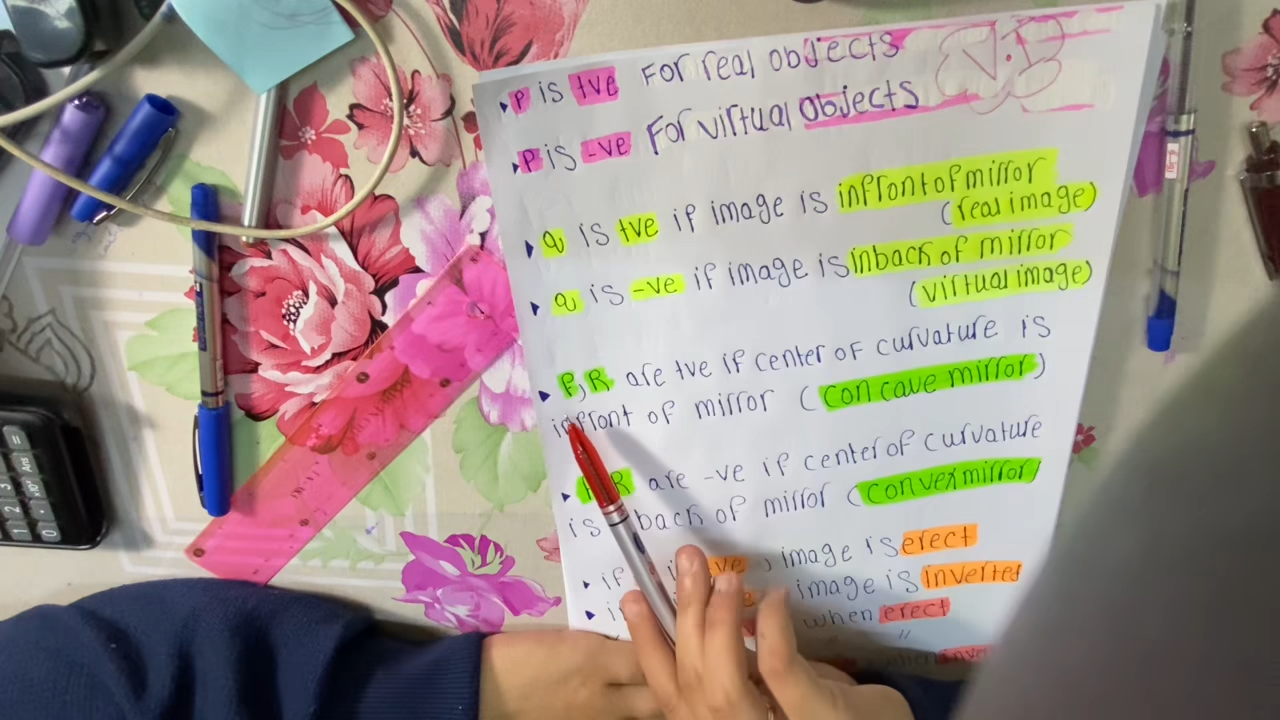 P is +ve For real objects V.I
P is -ve For virtual objects
q is +ve if image is infront of mirror
(real image)
q is -ve if image is inback of mirror
(virtual image)
F, R are +ve if center of curvature is
infront of mirror (concave mirror)
R are -ve if center of curvature
is back of mirror (convex mirror)
if ve, image is erect
image is inverted
when erect
"
when